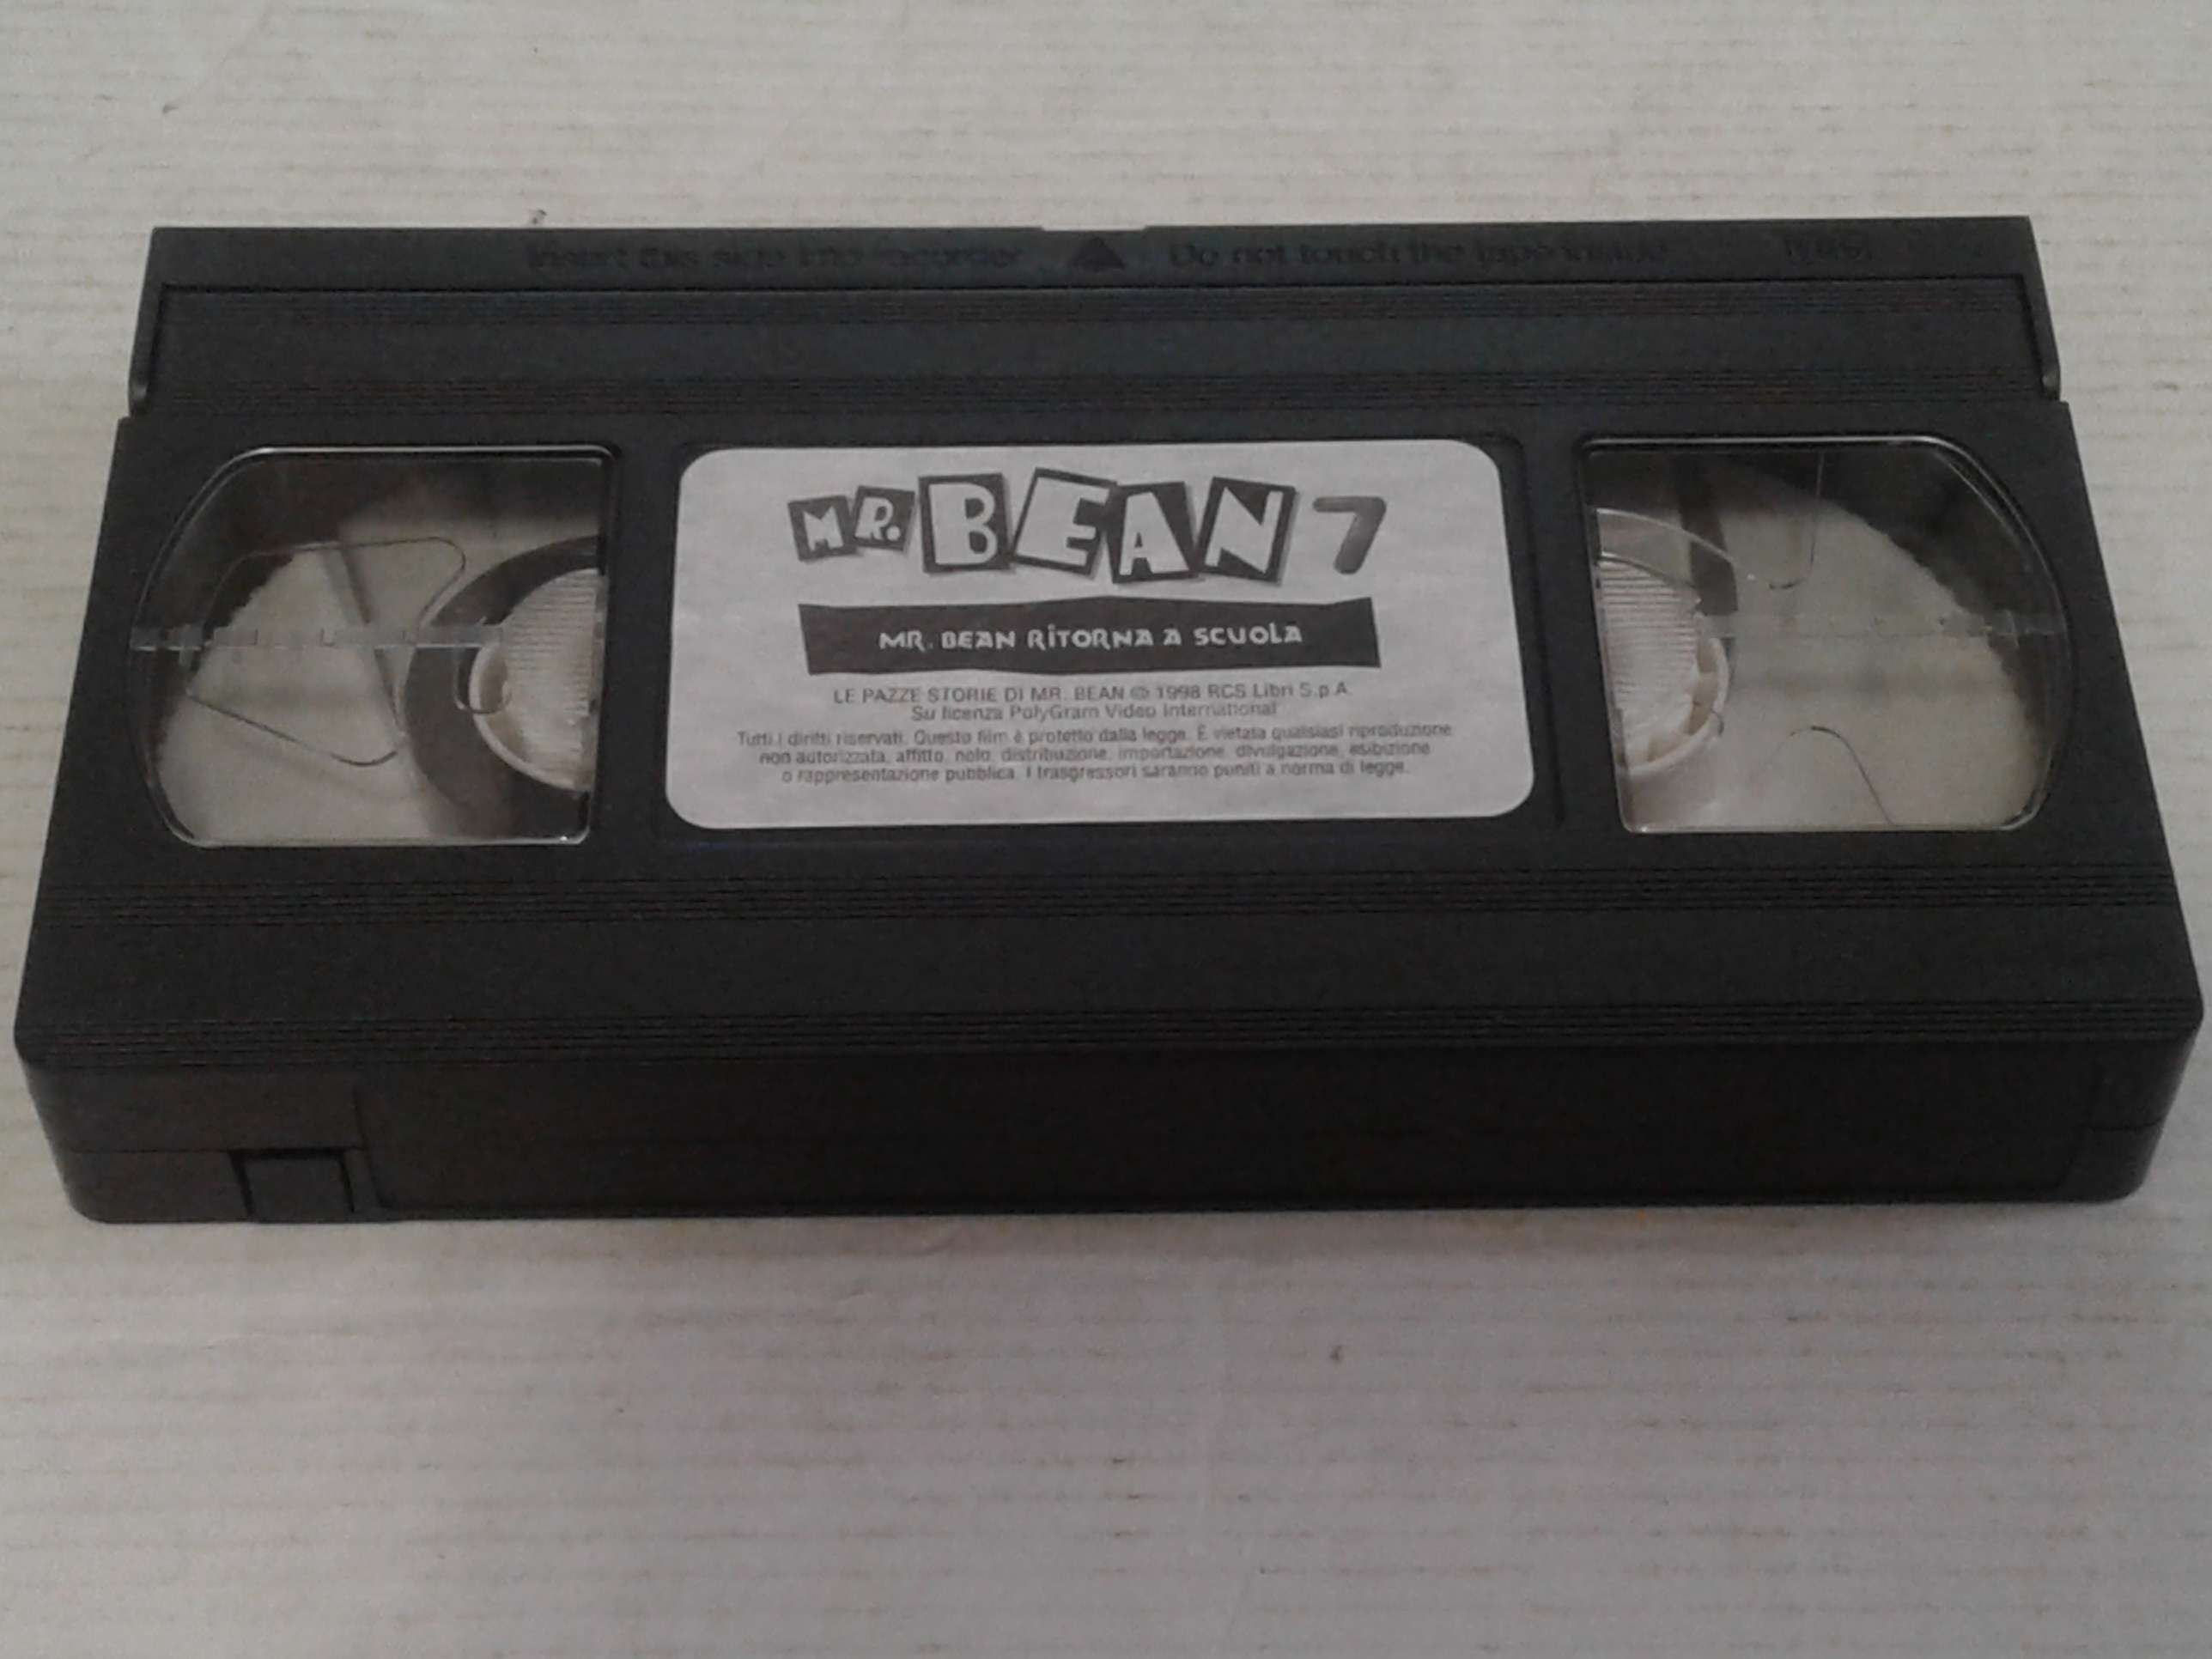 Insert this side into recorder ▲ Do not touch the tape inside VHS
MR. BEAN 7
MR. BEAN RITORNA A SCUOLA
LE PAZZE STORIE DI MR. BEAN © 1998 RCS Libri S.p.A.
Su licenza PolyGram Video International
Tutti i diritti riservati. Questo film è protetto dalla legge. È vietata qualsiasi riproduzione
non autorizzata, affitto, nolo, distribuzione, importazione, divulgazione, esibizione
o rappresentazione pubblica. I trasgressori saranno puniti a norma di legge.